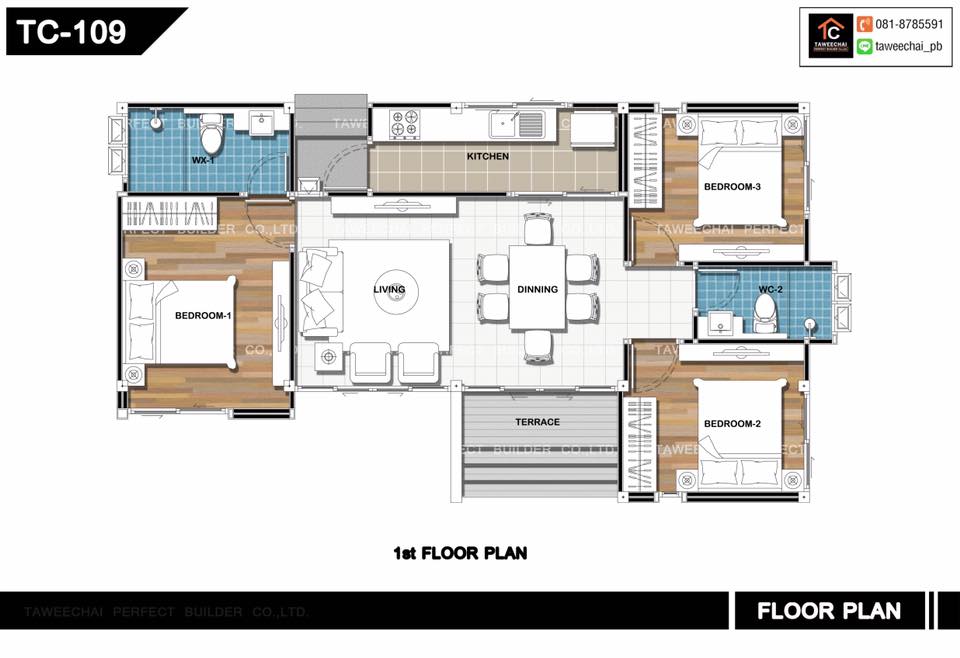 TC-109
TC
TAWEECHAI
081-8785591
taweechai_pb
WX-1
KITCHEN
BEDROOM-3
TAWEECHAI PERFECT
PERFECT BUILDER CO.,LTD.
LIVING
DINNING
WC-2
BEDROOM-1
TERRACE
BEDROOM-2
PERFECT BUILDER CO.,LTD.
1st FLOOR PLAN
TAWEECHAI PERFECT BUILDER CO.,LTD.
FLOOR PLAN